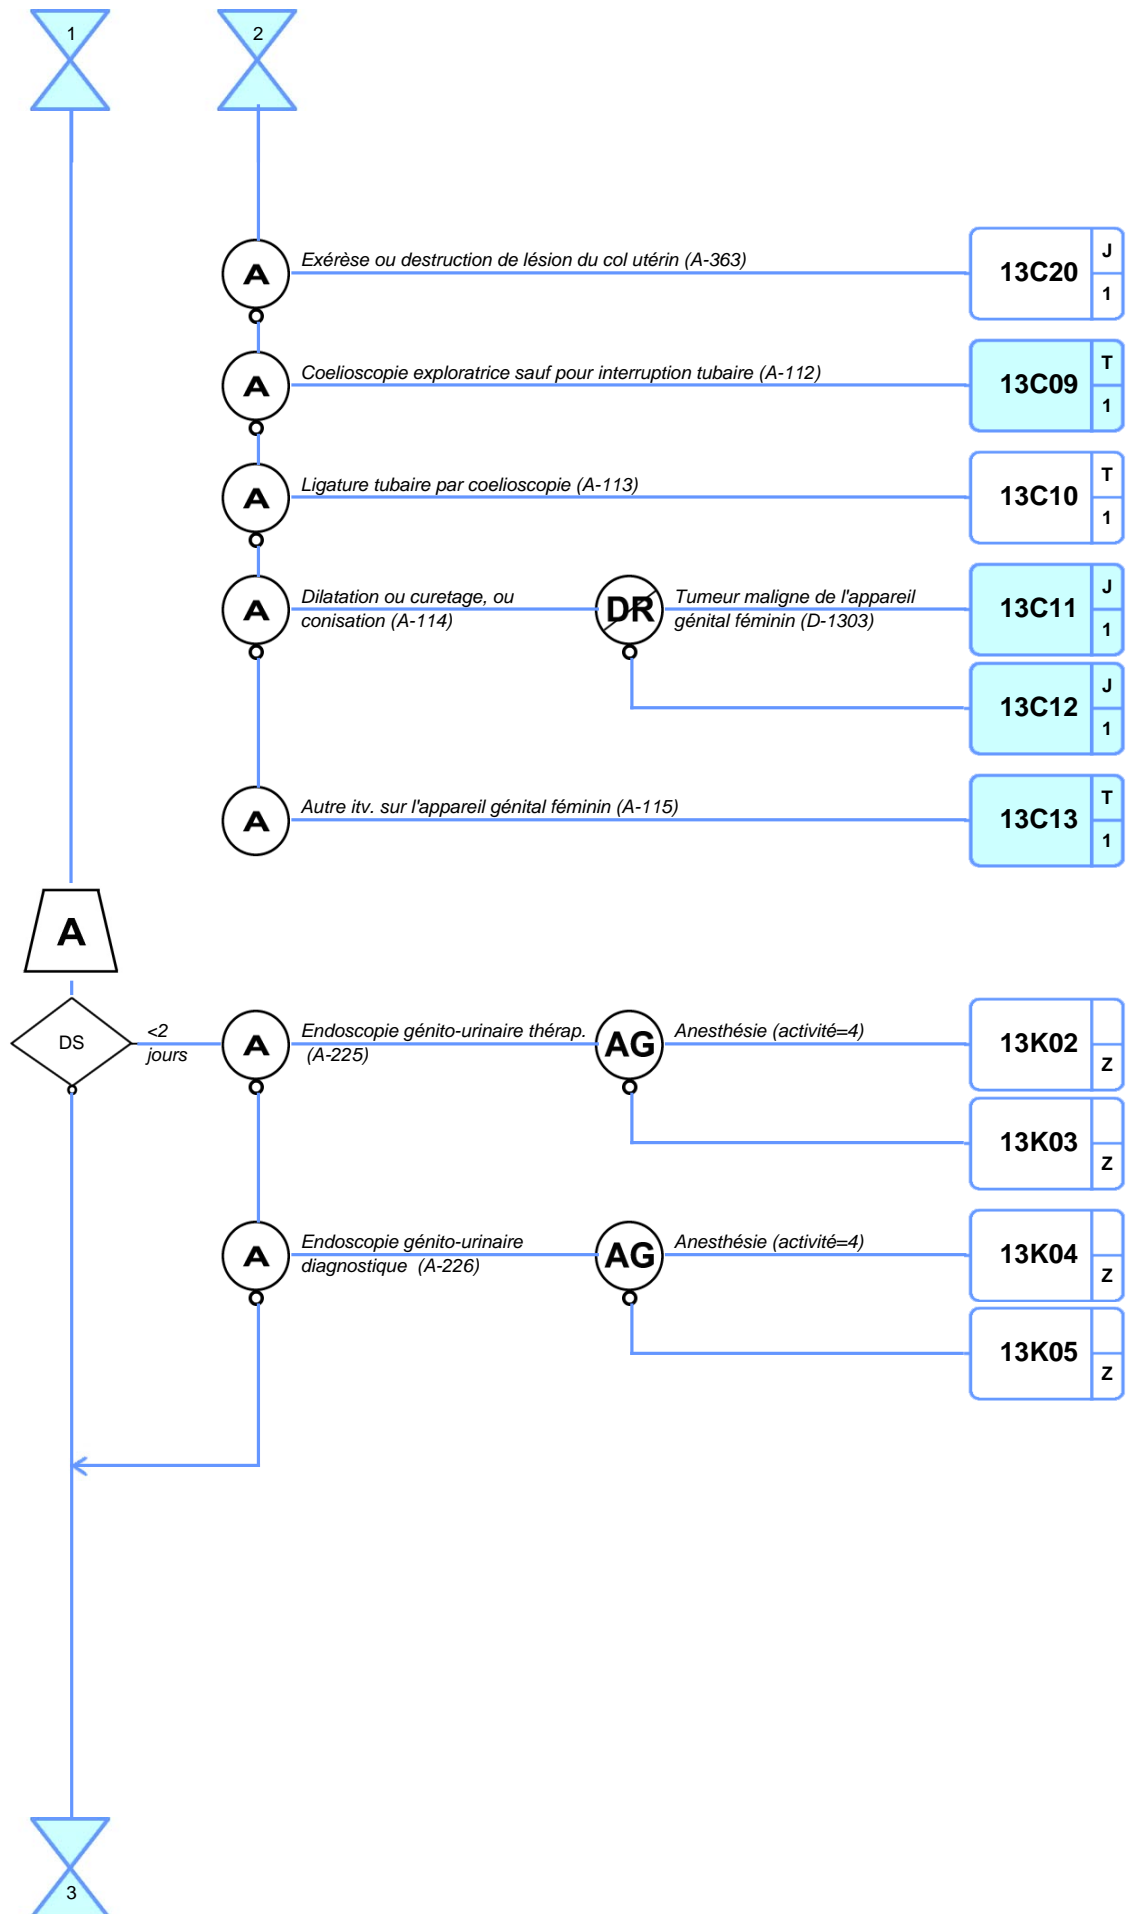 1
2
A
Exérèse ou destruction de lésion du col utérin (A-363)
13C20
J
1
A
Coelioscopie exploratrice sauf pour interruption tubaire (A-112)
13C09
T
1
A
Ligature tubaire par coelioscopie (A-113)
13C10
T
1
A
Dilatation ou curetage, ou
conisation (A-114)
DR
Tumeur maligne de l'appareil
génital féminin (D-1303)
13C11
J
1
13C12
J
1
A
Autre itv. sur l'appareil génital féminin (A-115)
13C13
T
1
A
DS
<2
jours
A
Endoscopie génito-urinaire thérap.
(A-225)
AG
Anesthésie (activité=4)
13K02
Z
13K03
Z
A
Endoscopie génito-urinaire
diagnostique (A-226)
AG
Anesthésie (activité=4)
13K04
Z
13K05
Z
3